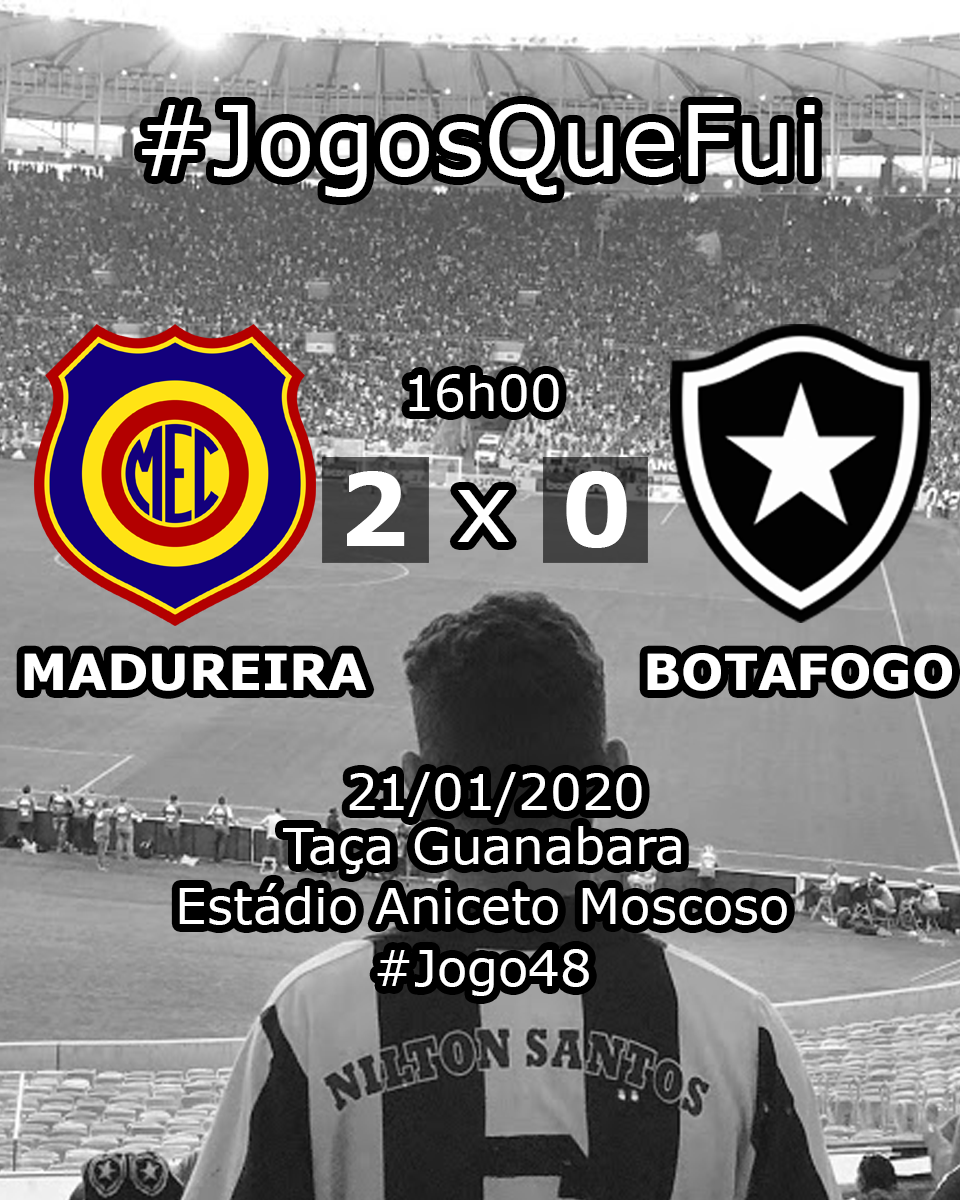 #JogosQueFui
16h00
MEC
2 x 0
MADUREIRA
BOTAFOGO
21/01/2020
Taça Guanabara
Estádio Aniceto Moscoso
#Jogo48
NILTON SANTOS